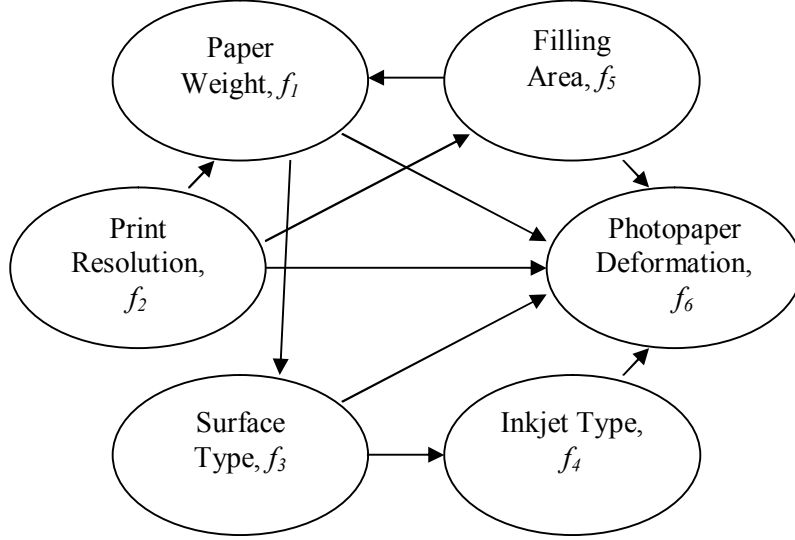 Paper
Weight, f1
Filling
Area, f5
Print
Resolution,
f2
Photopaper
Deformation,
f6
Surface
Type, f3
Inkjet Type,
f4